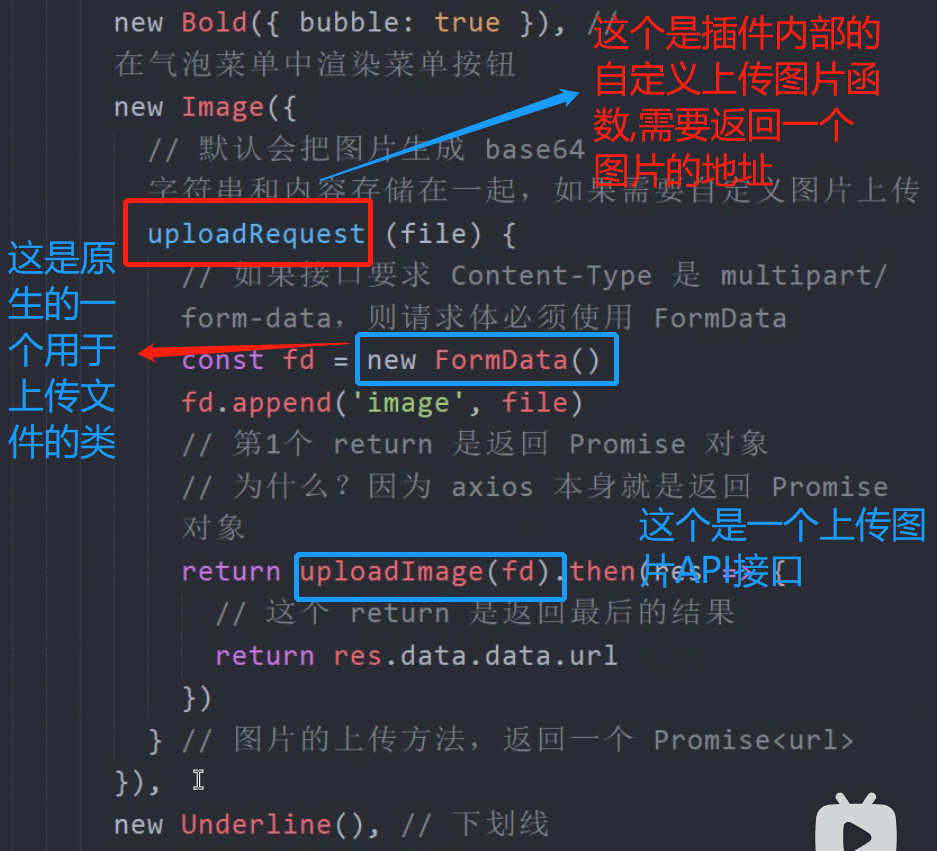 new Bold({ bubble: true }), //
在气泡菜单中渲染菜单按钮
new Image({
// 默认会把图片生成 base64
字符串和内容存储在一起，如果需要自定义图片上传
uploadRequest (file) {
// 如果接口要求 Content-Type 是 multipart/
form-data，则请求体必须使用 FormData
const fd = new FormData()
fd.append('image', file)
// 第1个 return 是返回 Promise 对象
// 为什么？因为 axios 本身就是返回 Promise
对象
return uploadImage(fd).then(res => {
// 这个 return 是返回最后的结果
return res.data.data.url
})
} // 图片的上传方法，返回一个 Promise<url>
}),
new Underline(), // 下划线
这个是插件内部的
自定义上传图片函
数,需要返回一个
图片的地址
这是原
生的一
个用于
上传文
件的类
这个是一个上传图
片API接口